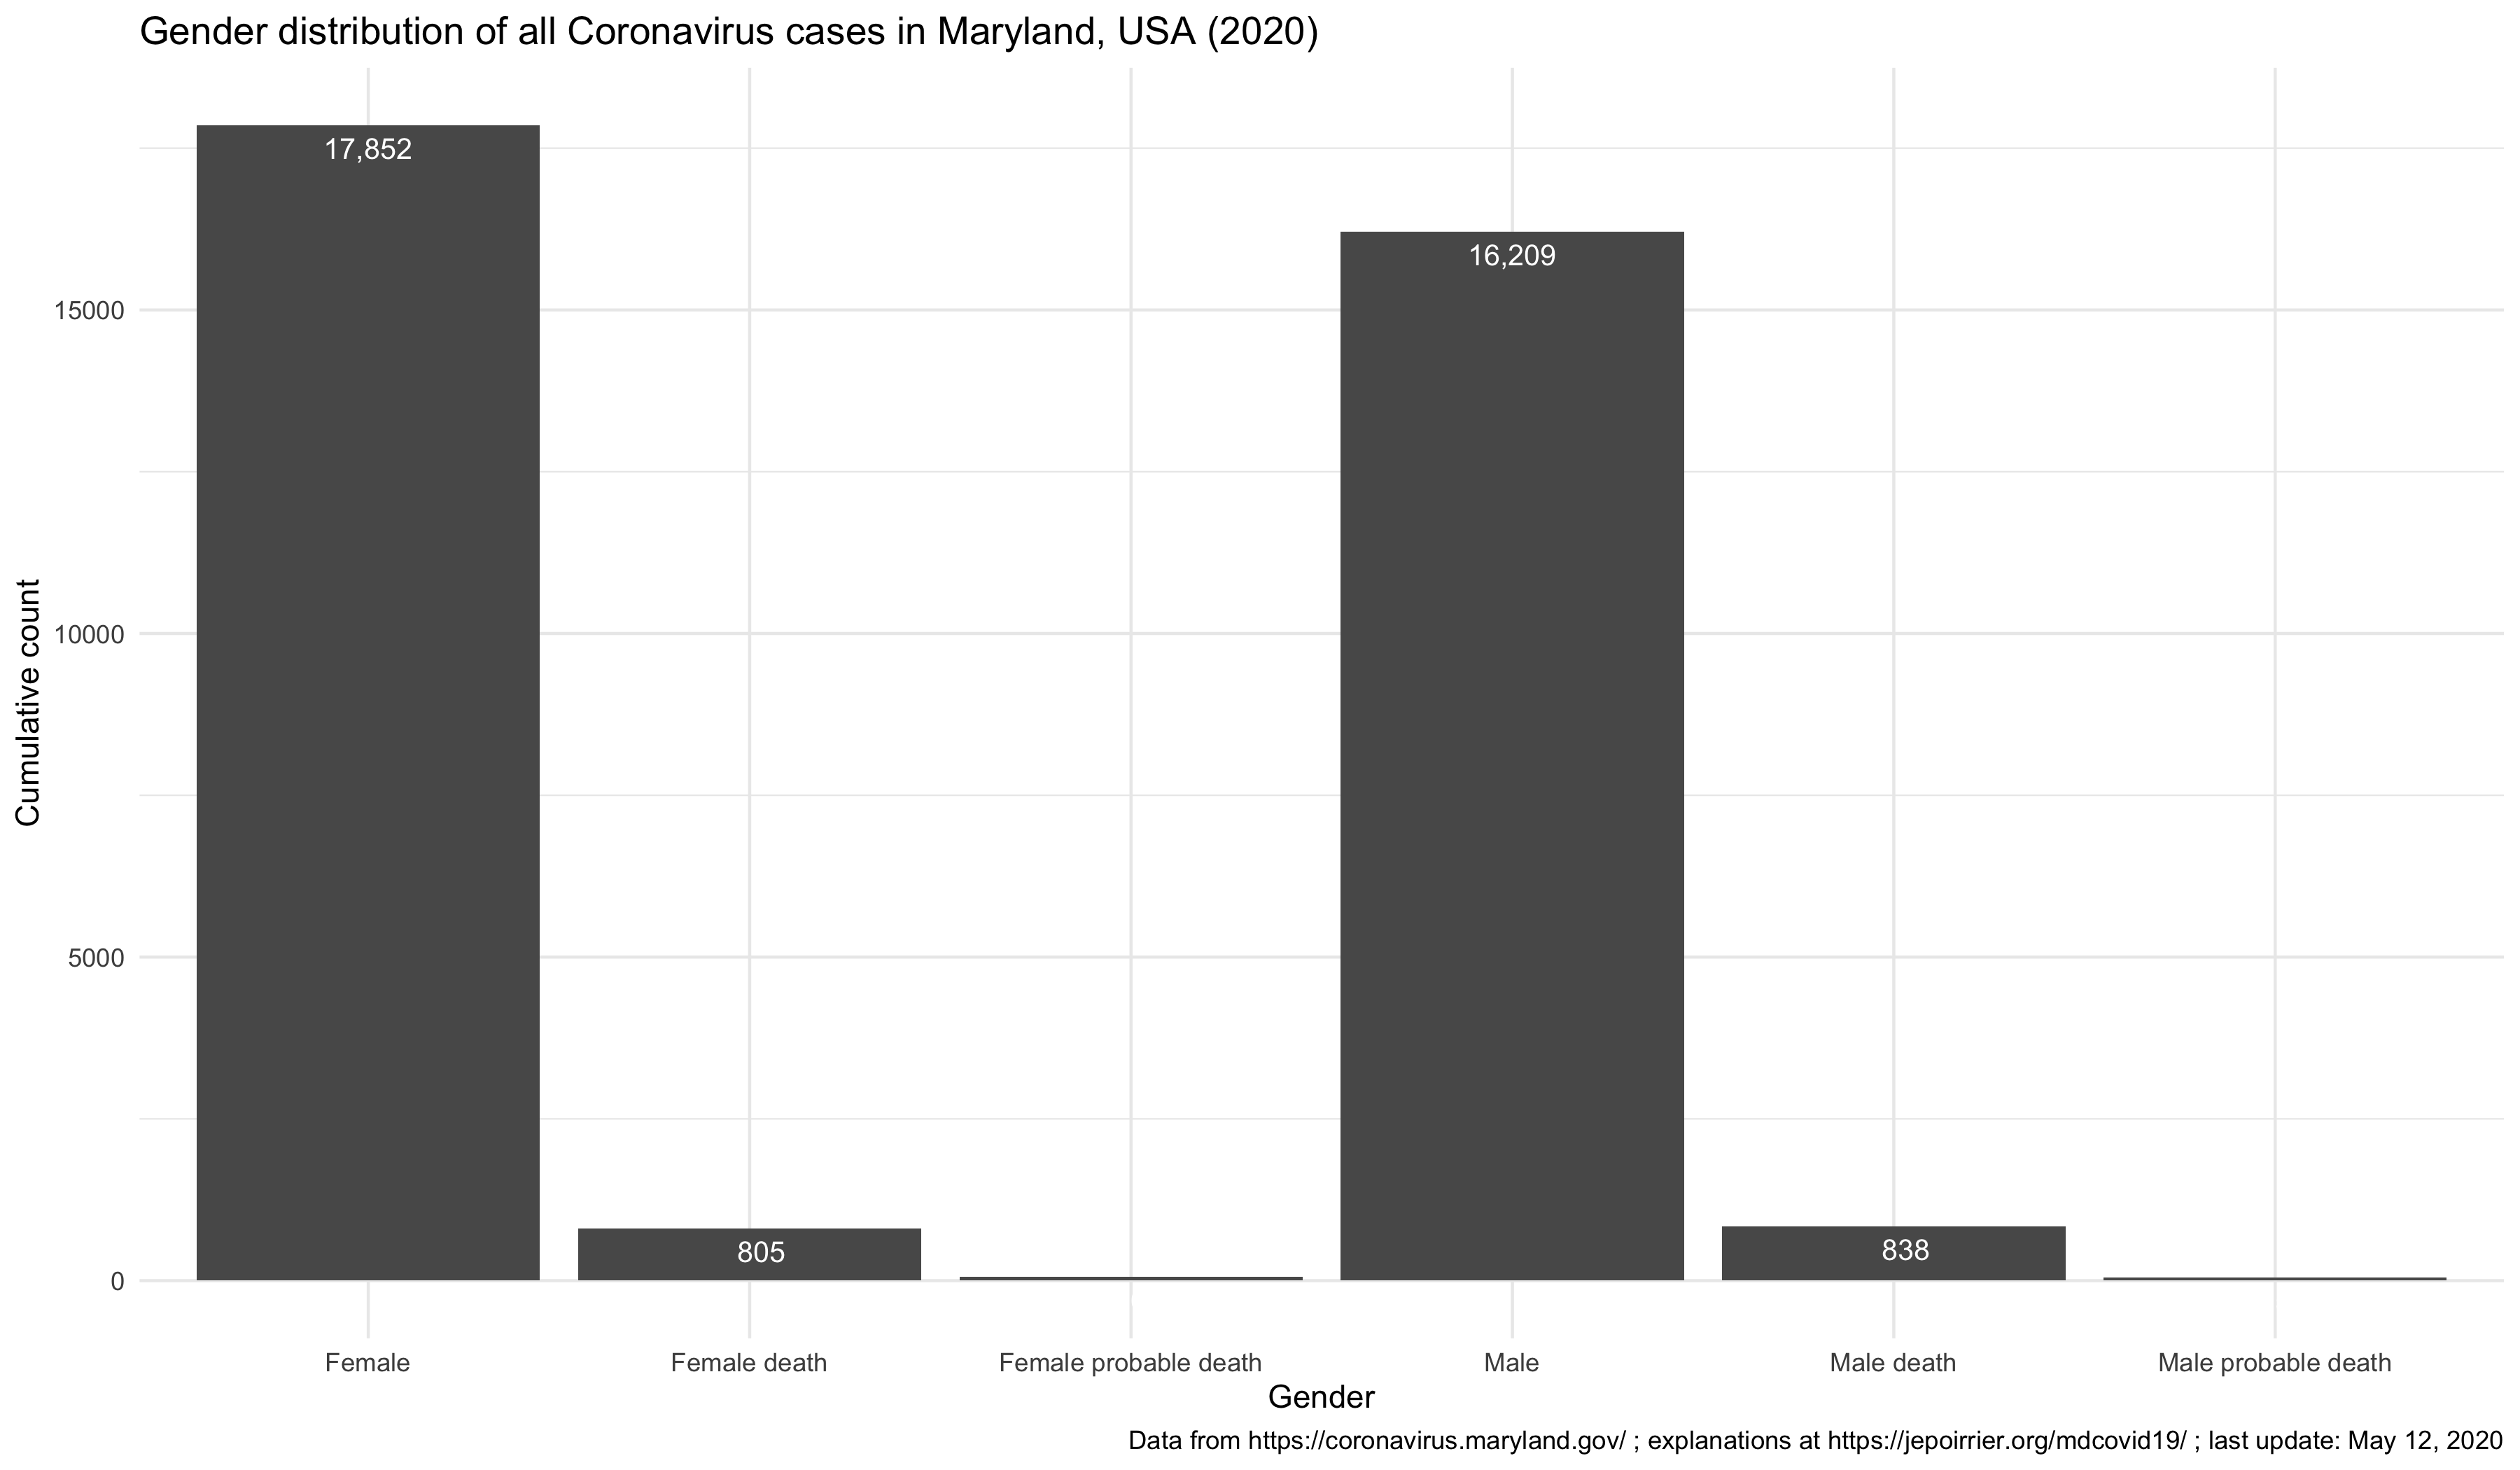 Gender distribution of all Coronavirus cases in Maryland, USA (2020)
17,852
16,209
15000
10000
5000
805
838
0
Cumulative count
Female
Female death
Female probable death
Male
Male death
Male probable death
Gender
Data from https://coronavirus.maryland.gov/ ; explanations at https://jepoirrier.org/mdcovid19/ ; last update: May 12, 2020